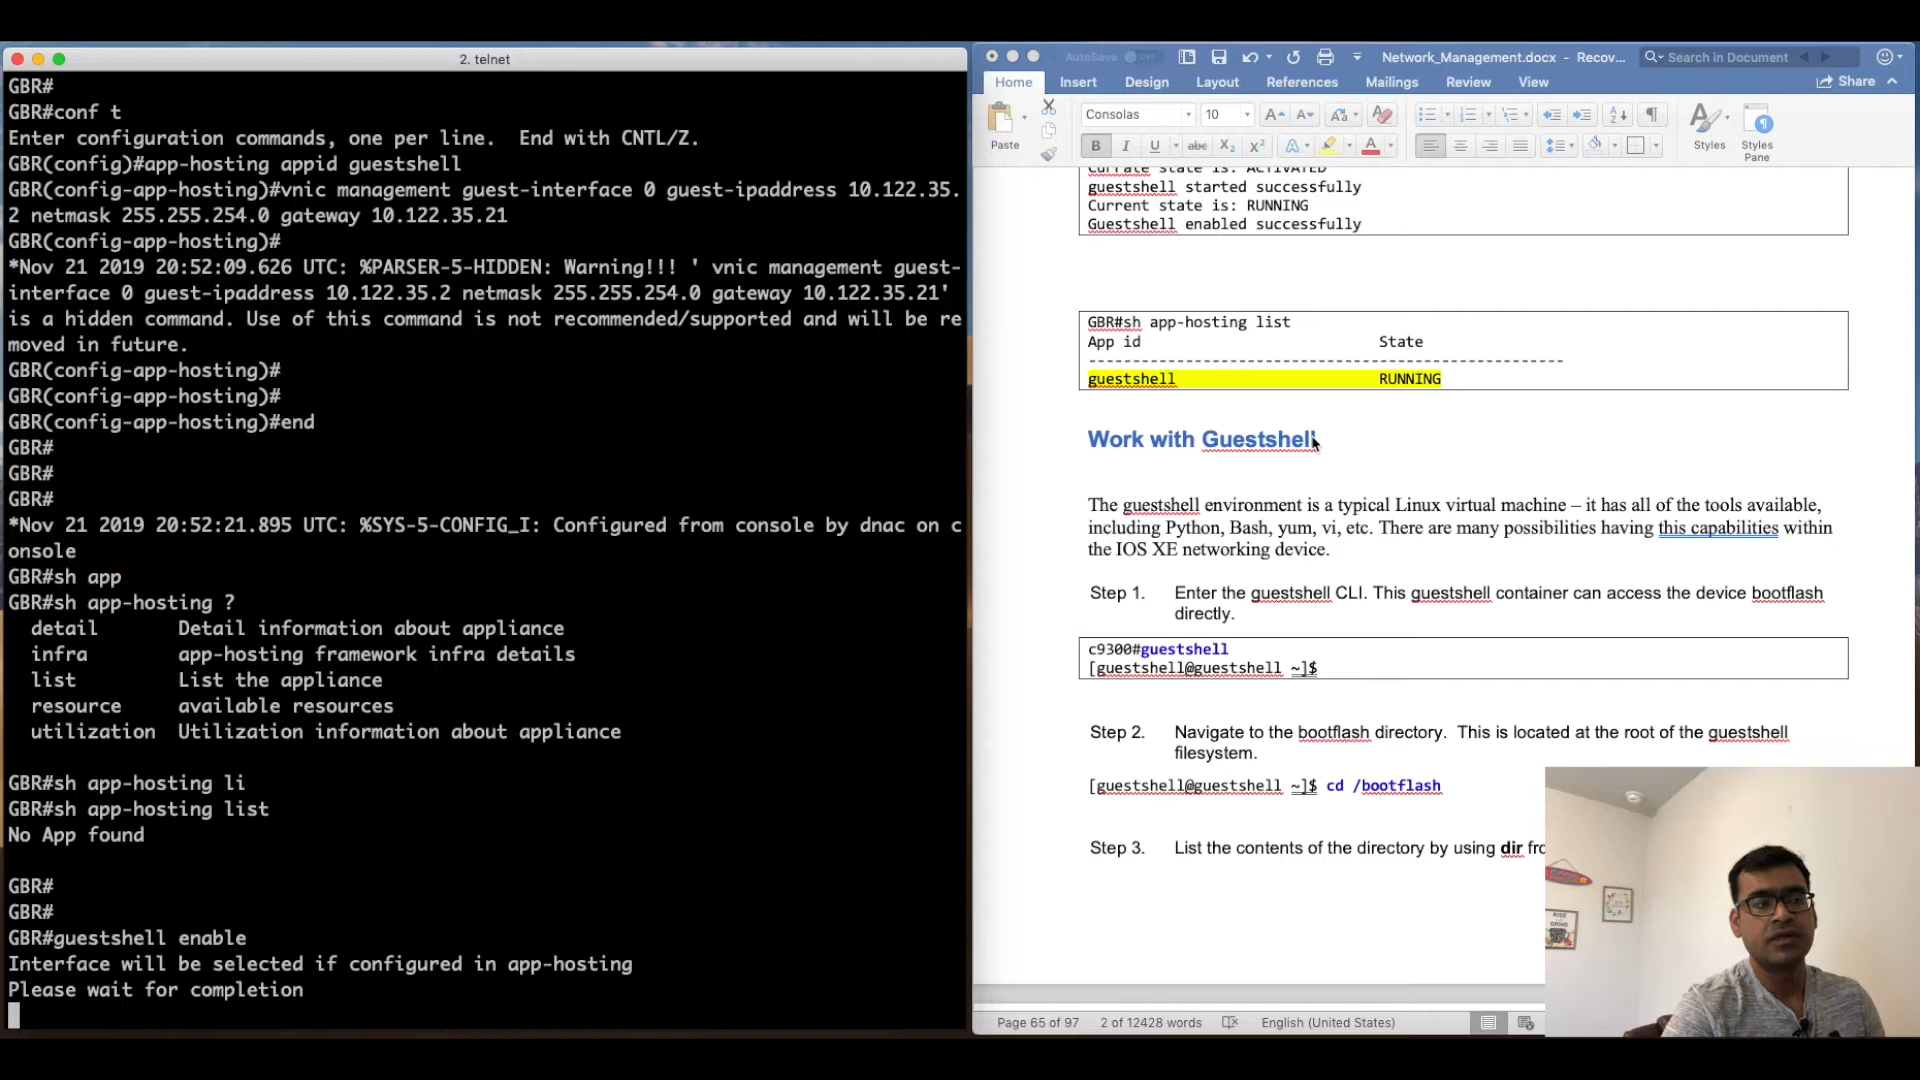 2. telnet
GBR#
GBR#conf t
Enter configuration commands, one per line.  End with CNTL/Z.
GBR(config)#app-hosting appid guestshell
GBR(config-app-hosting)#vnic management guest-interface 0 guest-ipaddress 10.122.35.
2 netmask 255.255.254.0 gateway 10.122.35.21
GBR(config-app-hosting)#
*Nov 21 2019 20:52:09.626 UTC: %PARSER-5-HIDDEN: Warning!!! ' vnic management guest-
interface 0 guest-ipaddress 10.122.35.2 netmask 255.255.254.0 gateway 10.122.35.21'
is a hidden command. Use of this command is not recommended/supported and will be re
moved in future.
GBR(config-app-hosting)#
GBR(config-app-hosting)#
GBR(config-app-hosting)#end
GBR#
GBR#
GBR#
*Nov 21 2019 20:52:21.895 UTC: %SYS-5-CONFIG_I: Configured from console by dnac on c
onsole
GBR#sh app
GBR#sh app-hosting ?
detail       Detail information about appliance
infra        app-hosting framework infra details
list         List the appliance
resource     available resources
utilization  Utilization information about appliance
GBR#sh app-hosting li
GBR#sh app-hosting list
No App found
GBR#
GBR#
GBR#guestshell enable
Interface will be selected if configured in app-hosting
Please wait for completion
AutoSave OFF Network_Management.docx - Recov... Search in Document
Home Insert Design Layout References Mailings Review View Share
Consolas 10
Paste B I U abc X2 X2 A A Styles Styles Pane
Currate state is: ACTIVATED
guestshell started successfully
Current state is: RUNNING
Guestshell enabled successfully
GBR#sh app-hosting list
App id State
------------------------------------------------------
guestshell RUNNING
Work with Guestshell
The guestshell environment is a typical Linux virtual machine – it has all of the tools available,
including Python, Bash, yum, vi, etc. There are many possibilities having this capabilities within
the IOS XE networking device.
Step 1. Enter the guestshell CLI. This guestshell container can access the device bootflash
directly.
c9300#guestshell
[guestshell@guestshell ~]$
Step 2. Navigate to the bootflash directory.  This is located at the root of the guestshell
filesystem.
[guestshell@guestshell ~]$ cd /bootflash
Step 3. List the contents of the directory by using dir fro
RISE
GRIND
Page 65 of 97 2 of 12428 words English (United States)